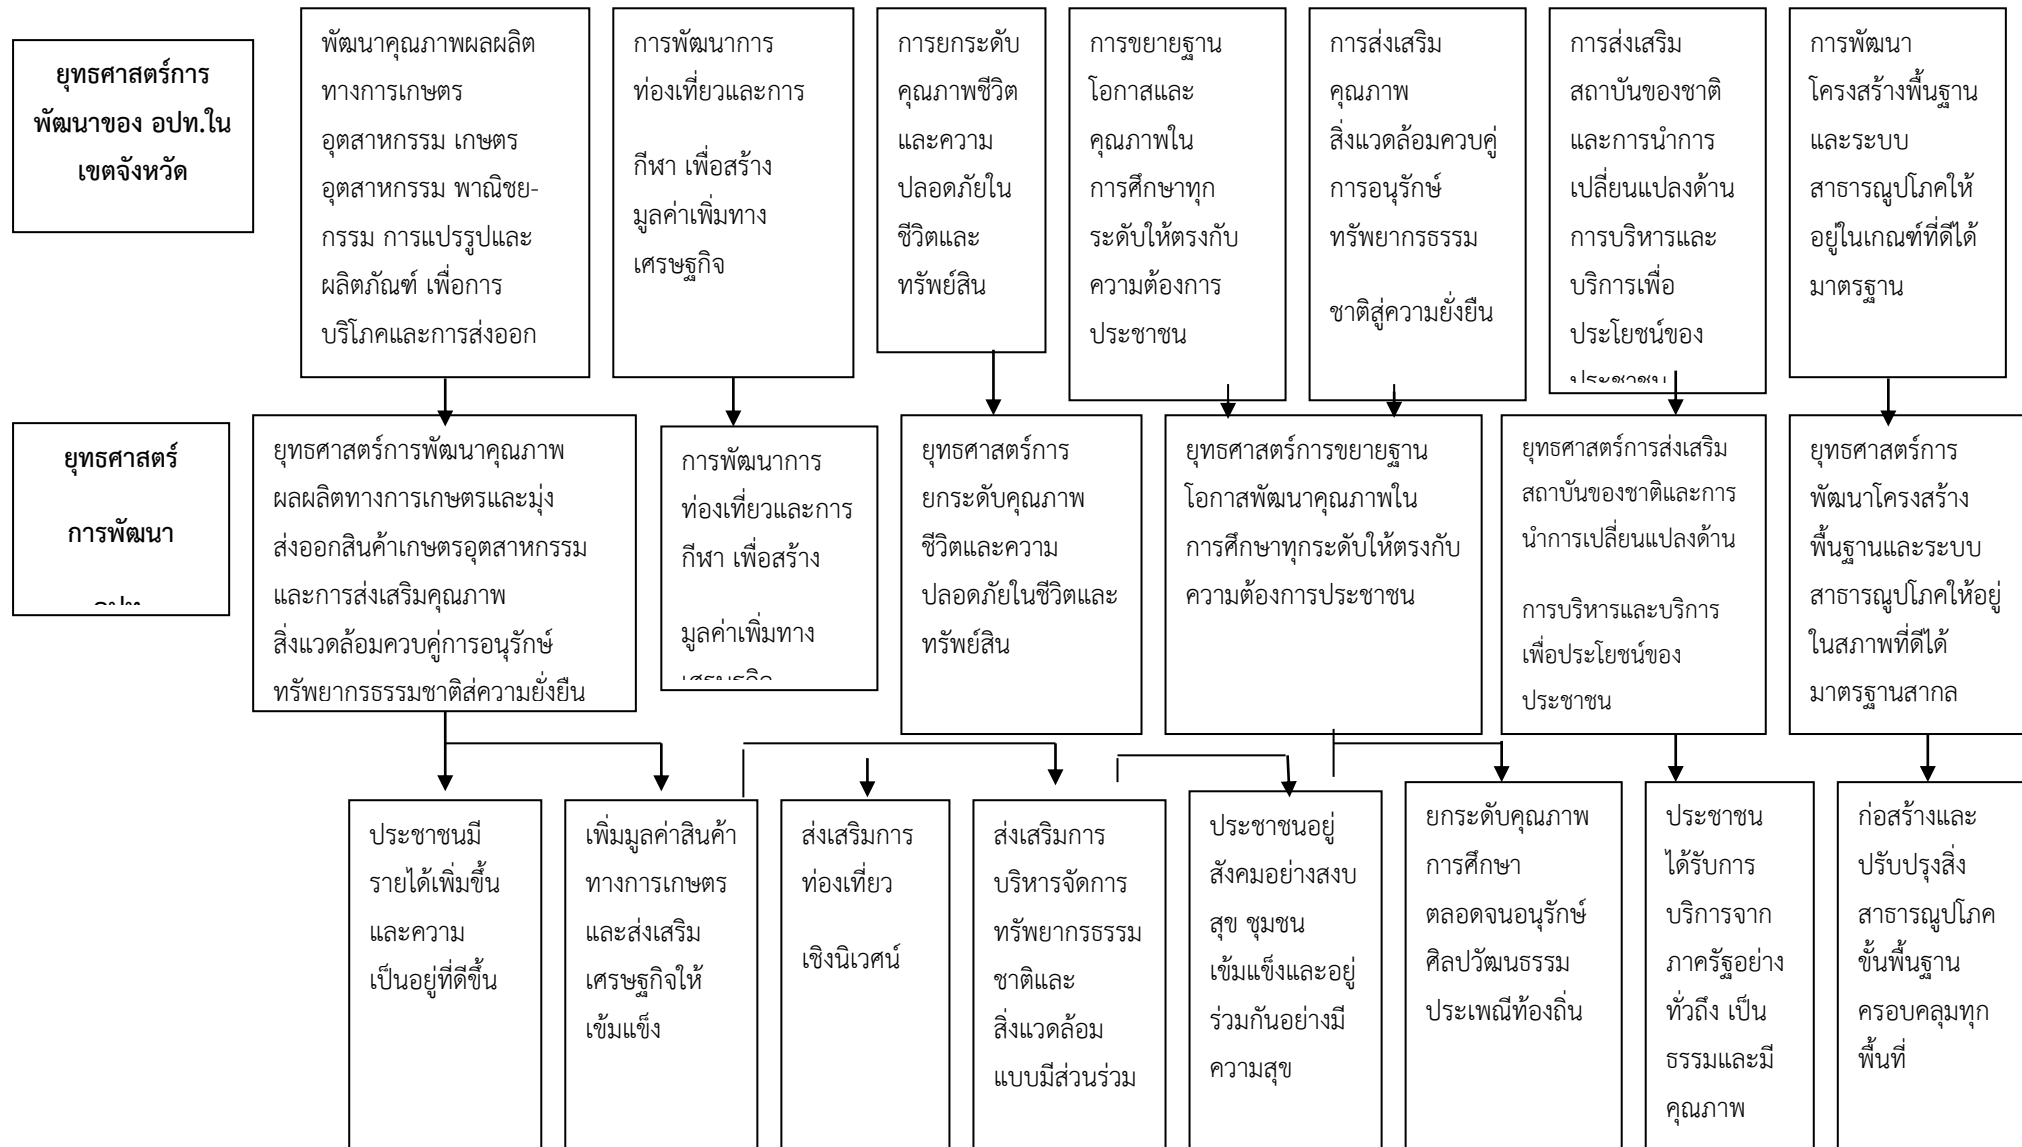 ยุทธศาสตร์การ
พัฒนาของ อปท.ใน
เขตจังหวัด
พัฒนาคุณภาพผลผลิต
ทางการเกษตร
อุตสาหกรรม เกษตร
อุตสาหกรรม พาณิชย-
กรรม การแปรรูปและ
ผลิตภัณฑ์ เพื่อการ
บริโภคและการส่งออก
การพัฒนาการ
ท่องเที่ยวและการ
กีฬา เพื่อสร้าง
มูลค่าเพิ่มทาง
เศรษฐกิจ
การยกระดับ
คุณภาพชีวิต
และความ
ปลอดภัยใน
ชีวิตและ
ทรัพย์สิน
การขยายฐาน
โอกาสและ
คุณภาพใน
การศึกษาทุก
ระดับให้ตรงกับ
ความต้องการ
ประชาชน
การส่งเสริม
คุณภาพ
สิ่งแวดล้อมควบคู่
การอนุรักษ์
ทรัพยากรธรรม
ชาติสู่ความยั่งยืน
การส่งเสริม
สถาบันของชาติ
และการนำการ
เปลี่ยนแปลงด้าน
การบริหารและ
บริการเพื่อ
ประโยชน์ของ
ประชาชน
การพัฒนา
โครงสร้างพื้นฐาน
และระบบ
สาธารณูปโภคให้
อยู่ในเกณฑ์ที่ดีได้
มาตรฐาน
ยุทธศาสตร์
การพัฒนา
ยุทธศาสตร์การพัฒนาคุณภาพ
ผลผลิตทางการเกษตรและมุ่ง
ส่งออกสินค้าเกษตรอุตสาหกรรม
และการส่งเสริมคุณภาพ
สิ่งแวดล้อมควบคู่การอนุรักษ์
ทรัพยากรธรรมชาติสู่ความยั่งยืน
การพัฒนาการ
ท่องเที่ยวและการ
กีฬา เพื่อสร้าง
มูลค่าเพิ่มทาง
ยุทธศาสตร์การ
ยกระดับคุณภาพ
ชีวิตและความ
ปลอดภัยในชีวิตและ
ทรัพย์สิน
ยุทธศาสตร์การขยายฐาน
โอกาสพัฒนาคุณภาพใน
การศึกษาทุกระดับให้ตรงกับ
ความต้องการประชาชน
ยุทธศาสตร์การส่งเสริม
สถาบันของชาติและการ
นำการเปลี่ยนแปลงด้าน
การบริหารและบริการ
เพื่อประโยชน์ของ
ประชาชน
ยุทธศาสตร์การ
พัฒนาโครงสร้าง
พื้นฐานและระบบ
สาธารณูปโภคให้อยู่
ในสภาพที่ดีได้
มาตรฐานสากล
ประชาชนมี
รายได้เพิ่มขึ้น
และความ
เป็นอยู่ที่ดีขึ้น
เพิ่มมูลค่าสินค้า
ทางการเกษตร
และส่งเสริม
เศรษฐกิจให้
เข้มแข็ง
ส่งเสริมการ
ท่องเที่ยว
เชิงนิเวศน์
ส่งเสริมการ
บริหารจัดการ
ทรัพยากรธรรม
ชาติและ
สิ่งแวดล้อม
แบบมีส่วนร่วม
ประชาชนอยู่
สังคมอย่างสงบ
สุข ชุมชน
เข้มแข็งและอยู่
ร่วมกันอย่างมี
ความสุข
ยกระดับคุณภาพ
การศึกษา
ตลอดจนอนุรักษ์
ศิลปวัฒนธรรม
ประเพณีท้องถิ่น
ประชาชน
ได้รับการ
บริการจาก
ภาครัฐอย่าง
ทั่วถึง เป็น
ธรรมและมี
คุณภาพ
ก่อสร้างและ
ปรับปรุงสิ่ง
สาธารณูปโภค
ขั้นพื้นฐาน
ครอบคลุมทุก
พื้นที่